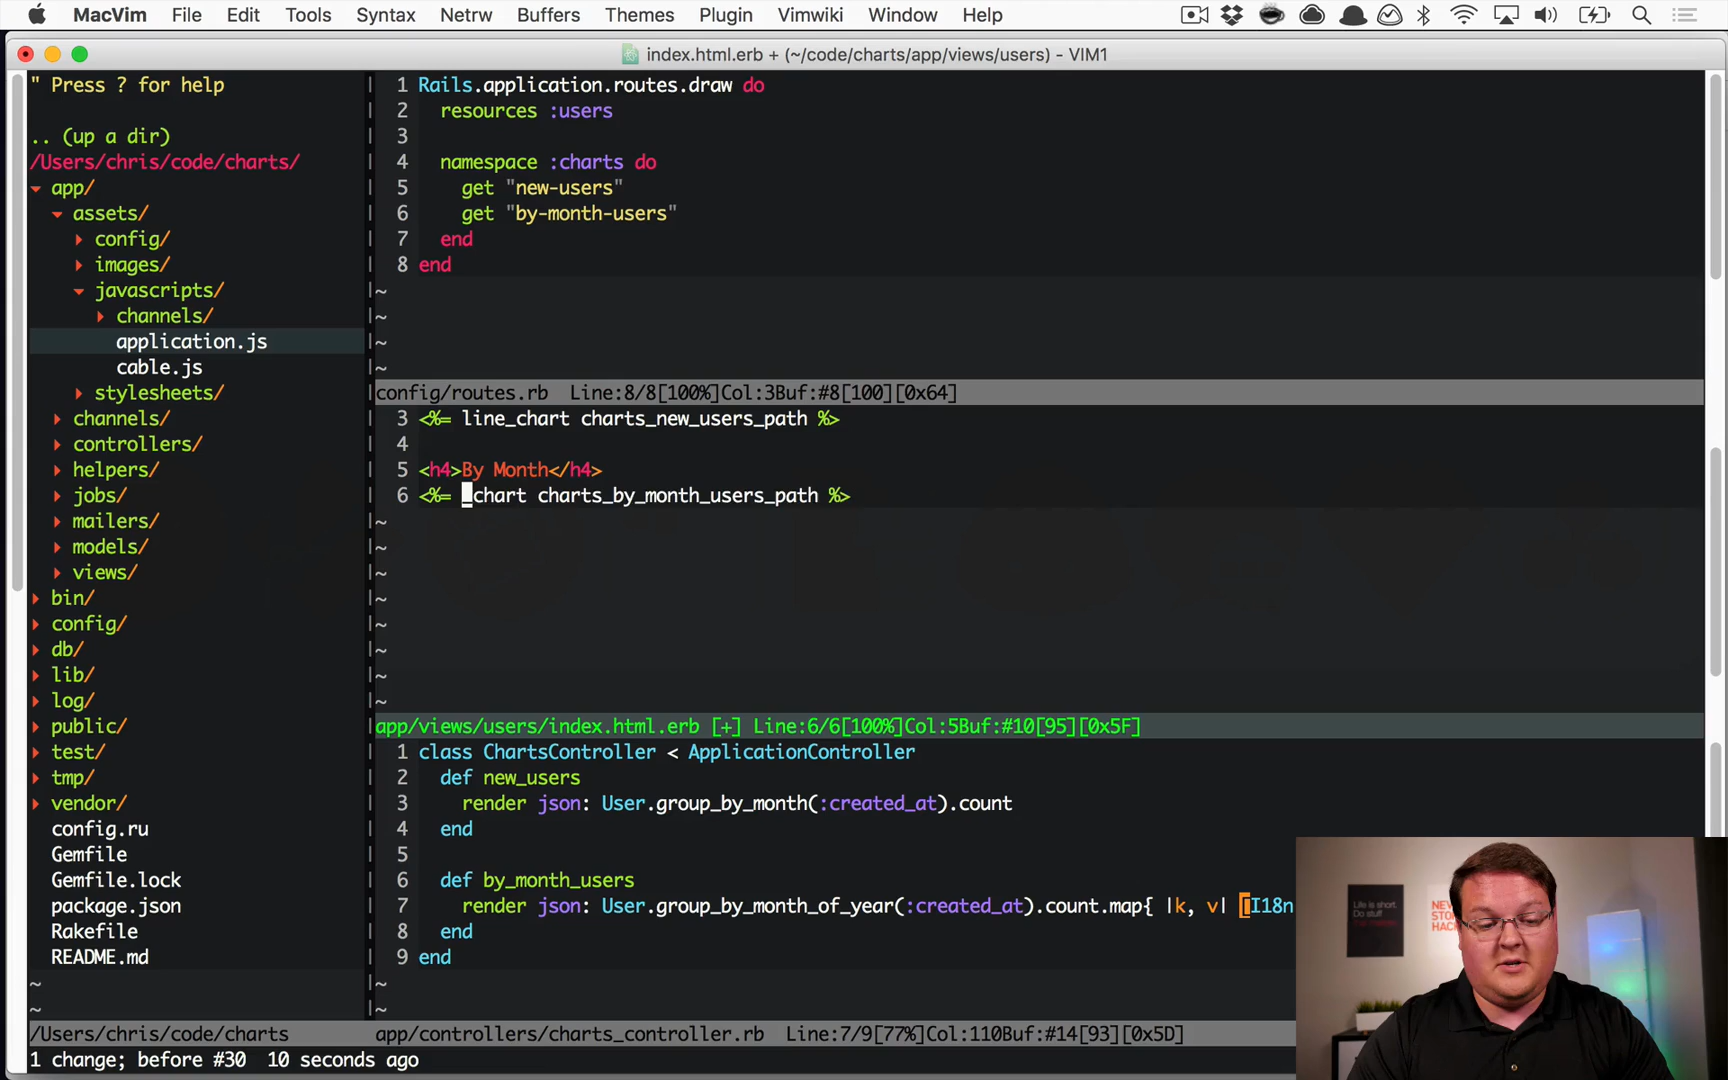 MacVim File Edit Tools Syntax Netrw Buffers Themes Plugin Vimwiki Window Help
index.html.erb + (~/code/charts/app/views/users) - VIM1
" Press ? for help
.. (up a dir)
/Users/chris/code/charts/
app/
assets/
config/
images/
javascripts/
channels/
application.js
cable.js
stylesheets/
channels/
controllers/
helpers/
jobs/
mailers/
models/
views/
bin/
config/
db/
lib/
log/
public/
test/
tmp/
vendor/
config.ru
Gemfile
Gemfile.lock
package.json
Rakefile
README.md
~
~
/Users/chris/code/charts
1 Rails.application.routes.draw do
2 resources :users
3
4 namespace :charts do
5 get "new-users"
6 get "by-month-users"
7 end
8 end
~
~
~
~
~
config/routes.rb Line:8/8[100%]Col:3Buf:#8[100][0x64]
3 <%= line_chart charts_new_users_path %>
4
5 <h4>By Month</h4>
6 <%= _chart charts_by_month_users_path %>
~
~
~
~
~
~
~
~
app/views/users/index.html.erb [+] Line:6/6[100%]Col:5Buf:#10[95][0x5F]
1 class ChartsController < ApplicationController
2 def new_users
3 render json: User.group_by_month(:created_at).count
4 end
5
6 def by_month_users
7 render json: User.group_by_month_of_year(:created_at).count.map{ |k, v| [I18n
8 end
9 end
~
~
app/controllers/charts_controller.rb Line:7/9[77%]Col:110Buf:#14[93][0x5D]
1 change; before #30 10 seconds ago
Life is short.
Do stuff